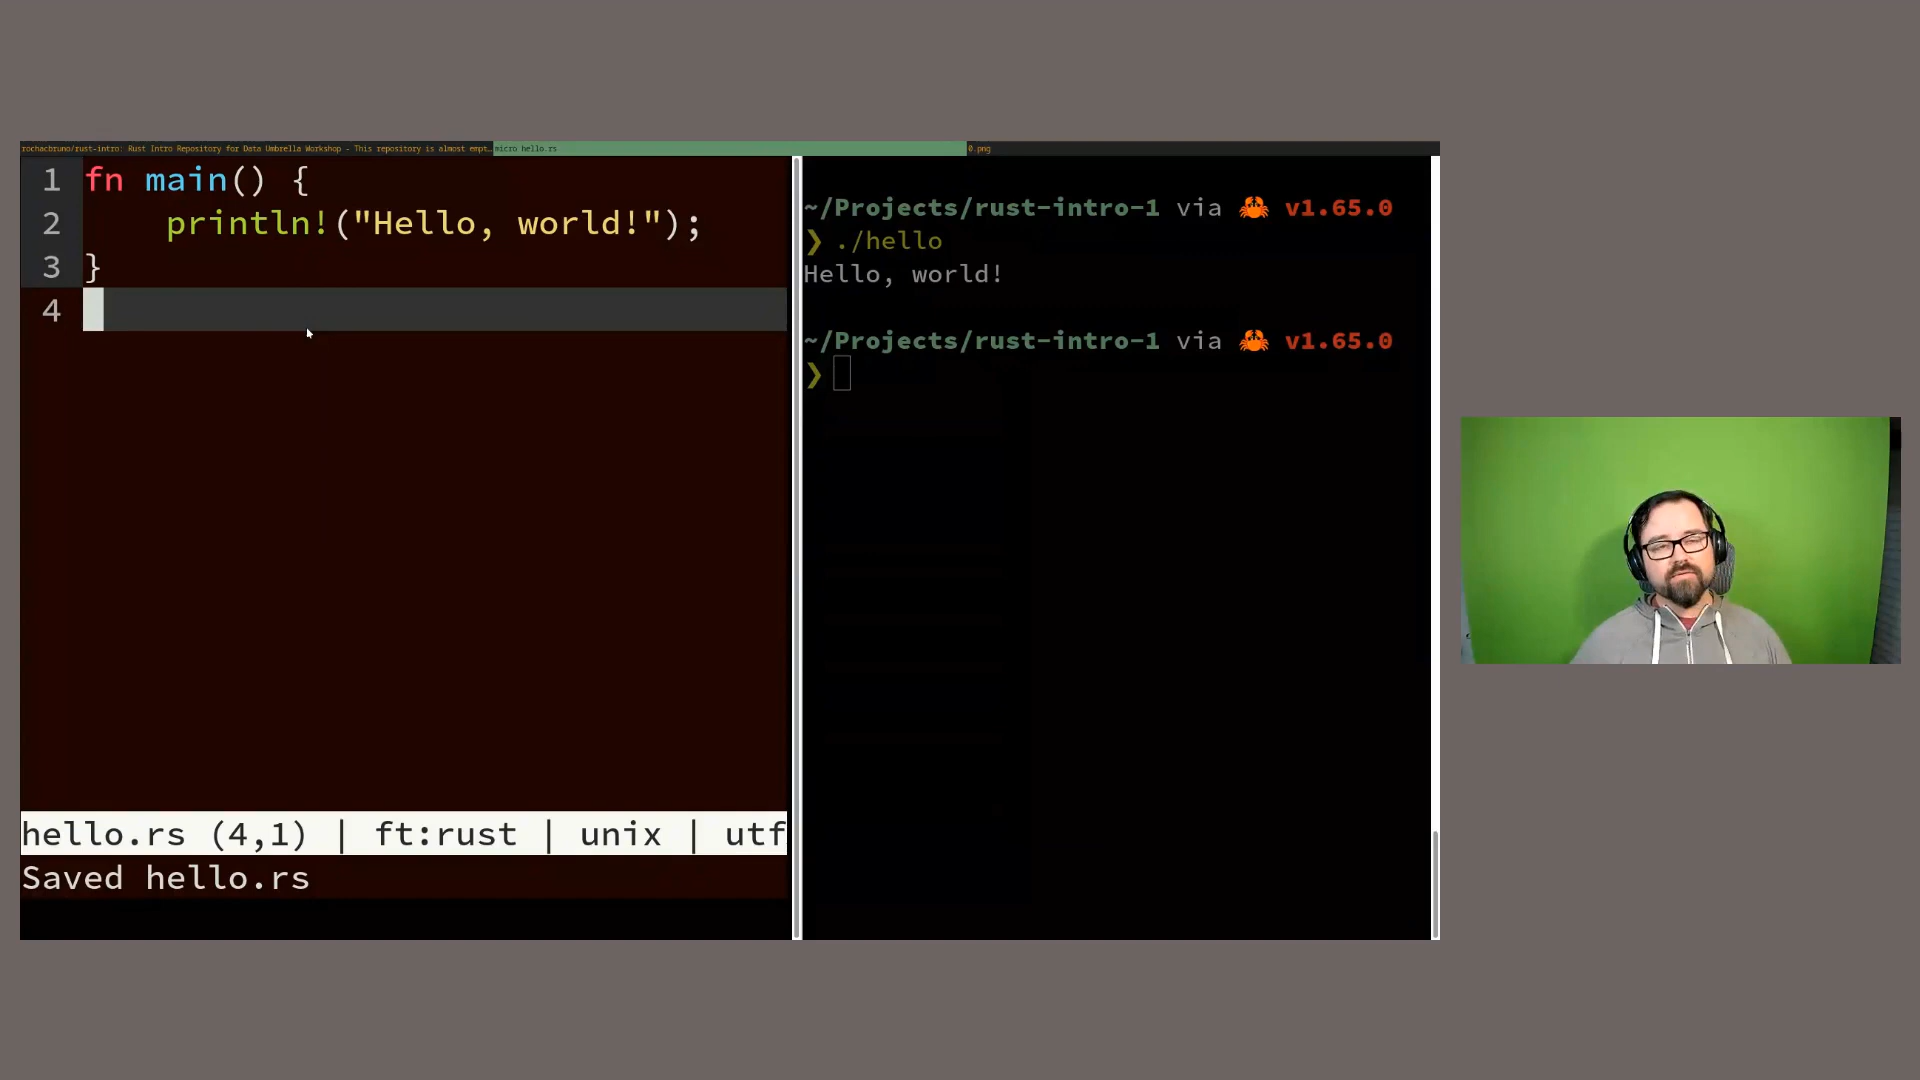 rochacbruno/rust-intro: Rust Intro Repository for Data Umbrella Workshop - This repository is almost empt… micro hello.rs 0.png
1 fn main() {
2     println!("Hello, world!");
3 }
4
hello.rs (4,1) | ft:rust | unix | utf
Saved hello.rs
~/Projects/rust-intro-1 via 🦀 v1.65.0
❯ ./hello
Hello, world!
~/Projects/rust-intro-1 via 🦀 v1.65.0
❯